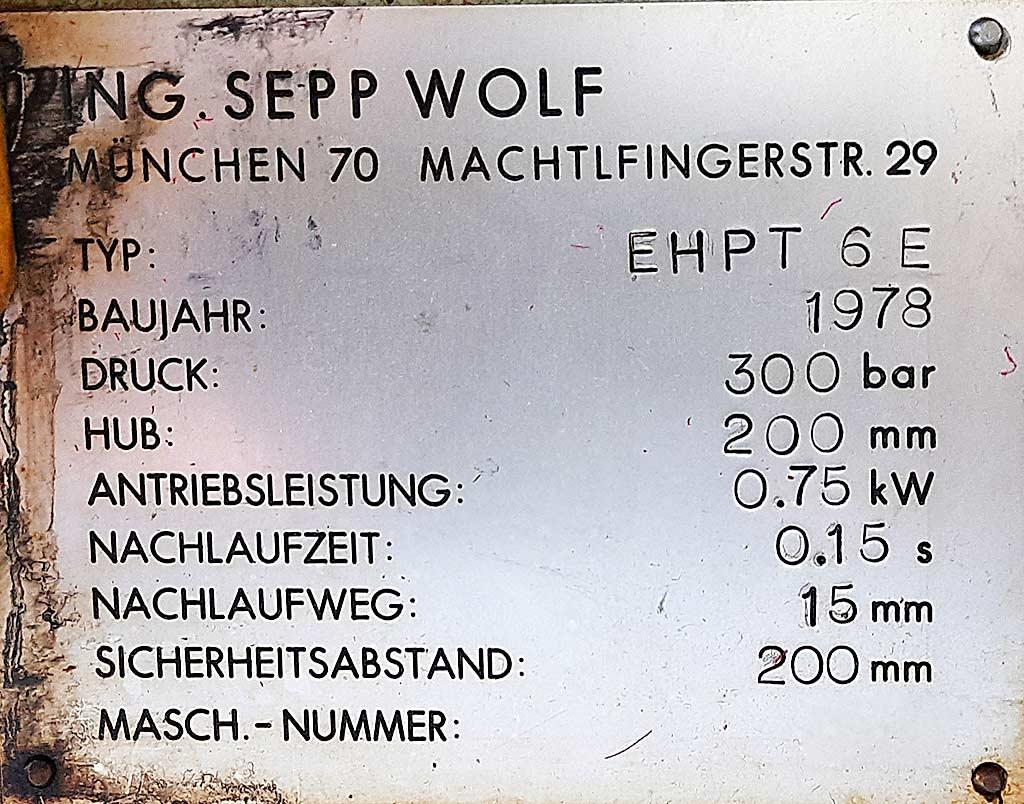 ING. SEPP WOLF
MÜNCHEN 70 MACHTLFINGERSTR. 29
TYP: EHPT 6 E
BAUJAHR: 1978
DRUCK: 300 bar
HUB: 200 mm
ANTRIEBSLEISTUNG: 0.75 kW
NACHLAUFZEIT: 0.15 s
NACHLAUFWEG: 15 mm
SICHERHEITSABSTAND: 200 mm
MASCH.-NUMMER: